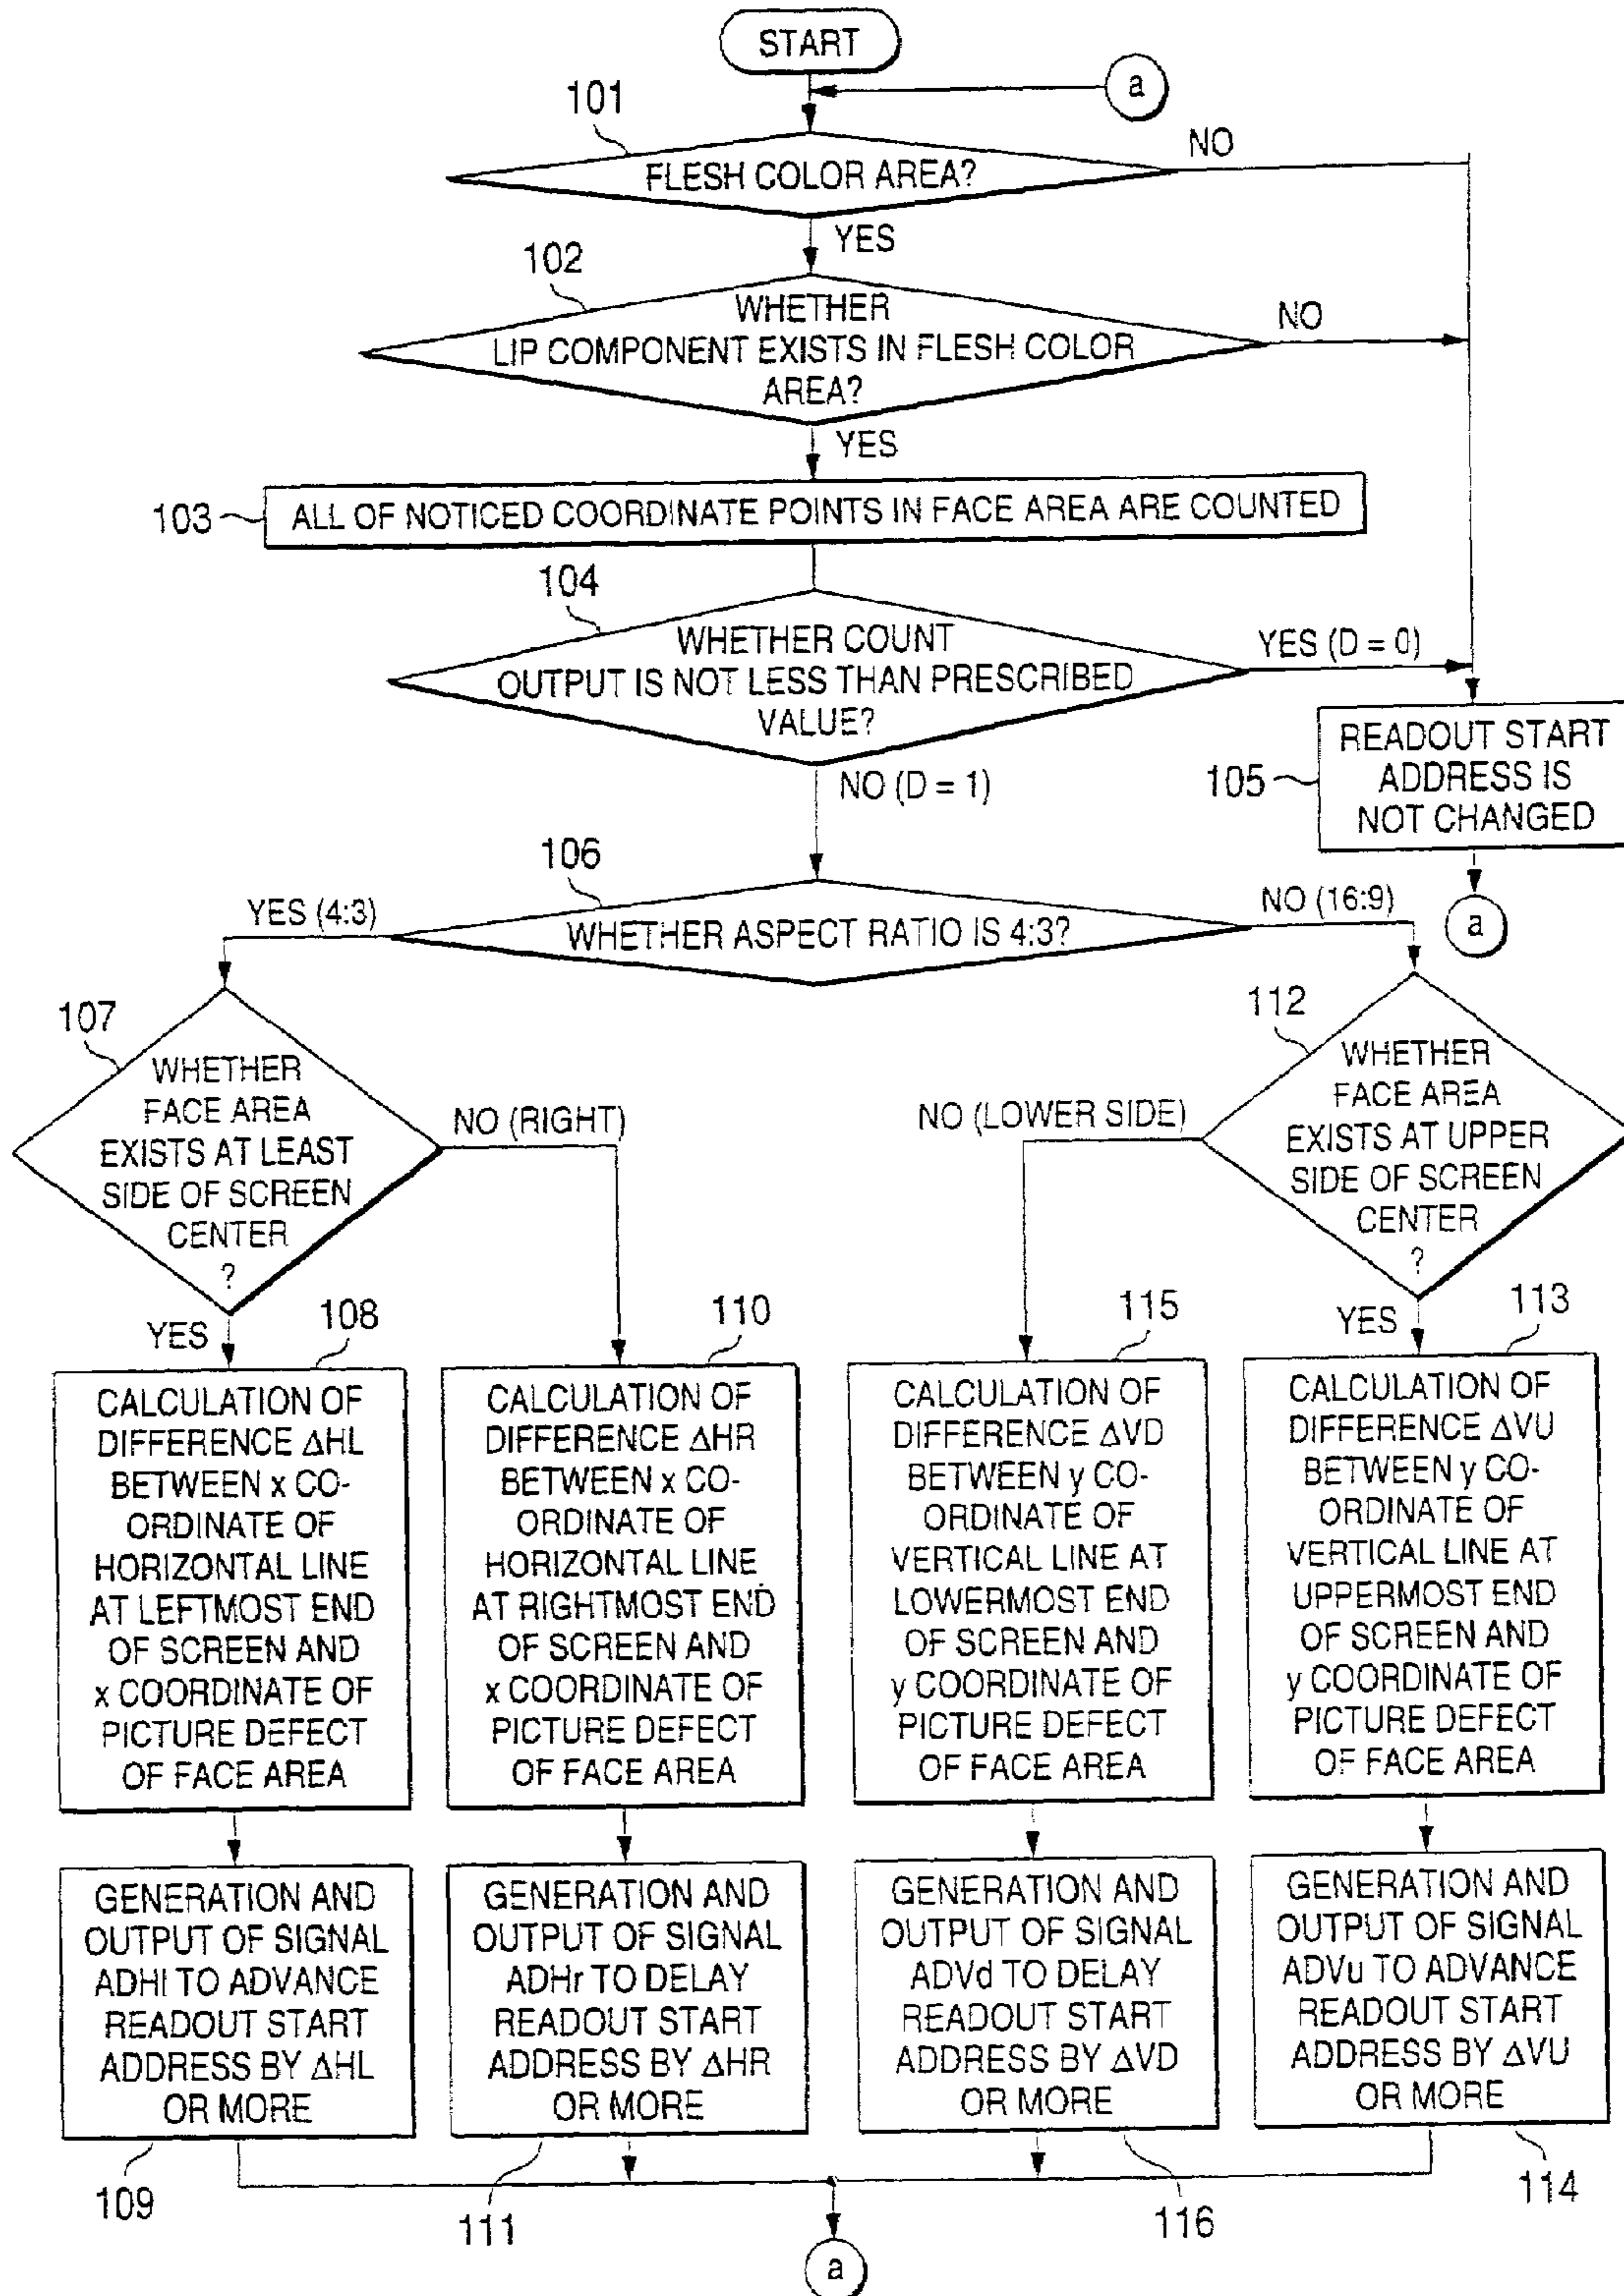 START
a
101
FLESH COLOR AREA?
NO
YES
102
WHETHER
LIP COMPONENT EXISTS IN FLESH COLOR
AREA?
NO
YES
103
ALL OF NOTICED COORDINATE POINTS IN FACE AREA ARE COUNTED
104
WHETHER COUNT
OUTPUT IS NOT LESS THAN PRESCRIBED
VALUE?
YES (D = 0)
NO (D = 1)
105
READOUT START
ADDRESS IS
NOT CHANGED
a
106
WHETHER ASPECT RATIO IS 4:3?
YES (4:3)
NO (16:9)
107
WHETHER
FACE AREA
EXISTS AT LEAST
SIDE OF SCREEN
CENTER
?
NO (RIGHT)
YES
112
WHETHER
FACE AREA
EXISTS AT UPPER
SIDE OF SCREEN
CENTER
?
NO (LOWER SIDE)
YES
108
CALCULATION OF
DIFFERENCE ΔHL
BETWEEN x CO-
ORDINATE OF
HORIZONTAL LINE
AT LEFTMOST END
OF SCREEN AND
x COORDINATE OF
PICTURE DEFECT
OF FACE AREA
110
CALCULATION OF
DIFFERENCE ΔHR
BETWEEN x CO-
ORDINATE OF
HORIZONTAL LINE
AT RIGHTMOST END
OF SCREEN AND
x COORDINATE OF
PICTURE DEFECT
OF FACE AREA
115
CALCULATION OF
DIFFERENCE ΔVD
BETWEEN y CO-
ORDINATE OF
VERTICAL LINE AT
LOWERMOST END
OF SCREEN AND
y COORDINATE OF
PICTURE DEFECT
OF FACE AREA
113
CALCULATION OF
DIFFERENCE ΔVU
BETWEEN y CO-
ORDINATE OF
VERTICAL LINE AT
UPPERMOST END
OF SCREEN AND
y COORDINATE OF
PICTURE DEFECT
OF FACE AREA
GENERATION AND
OUTPUT OF SIGNAL
ADHl TO ADVANCE
READOUT START
ADDRESS BY ΔHL
OR MORE
109
GENERATION AND
OUTPUT OF SIGNAL
ADHr TO DELAY
READOUT START
ADDRESS BY ΔHR
OR MORE
111
GENERATION AND
OUTPUT OF SIGNAL
ADVd TO DELAY
READOUT START
ADDRESS BY ΔVD
OR MORE
116
GENERATION AND
OUTPUT OF SIGNAL
ADVu TO ADVANCE
READOUT START
ADDRESS BY ΔVU
OR MORE
114
a